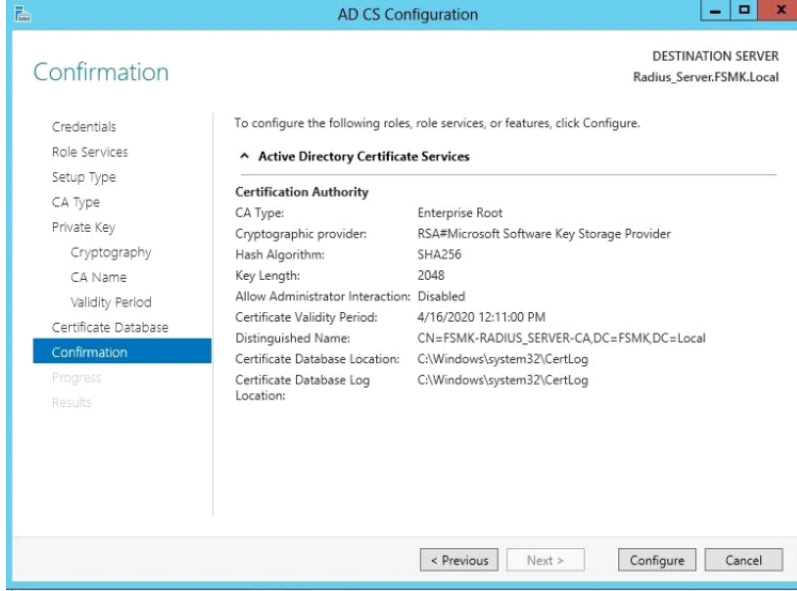 AD CS Configuration
Confirmation
DESTINATION SERVER
Radius_Server.FSMK.Local
Credentials
Role Services
Setup Type
CA Type
Private Key
Cryptography
CA Name
Validity Period
Certificate Database
Confirmation
Progress
Results
To configure the following roles, role services, or features, click Configure.
Active Directory Certificate Services
Certification Authority
CA Type: Enterprise Root
Cryptographic provider: RSA#Microsoft Software Key Storage Provider
Hash Algorithm: SHA256
Key Length: 2048
Allow Administrator Interaction: Disabled
Certificate Validity Period: 4/16/2020 12:11:00 PM
Distinguished Name: CN=FSMK-RADIUS_SERVER-CA,DC=FSMK,DC=Local
Certificate Database Location: C:\Windows\system32\CertLog
Certificate Database Log C:\Windows\system32\CertLog
Location:
< Previous Next > Configure Cancel